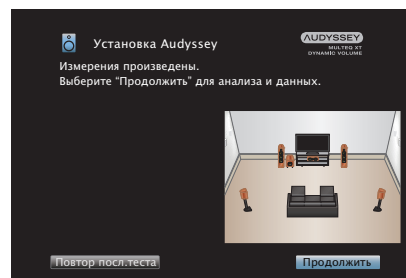 Установка Audyssey
AUDYSSEY
MULTEQ XT
DYNAMIC VOLUME
Измерения произведены.
Выберите “Продолжить” для анализа и данных.
Повтор посл.теста
Продолжить